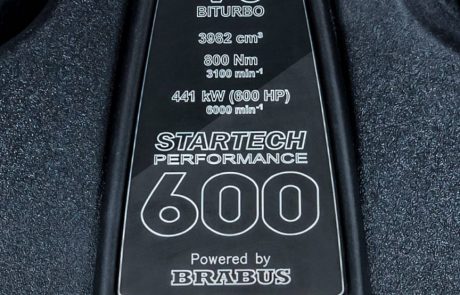 BITURBO
3982 cm³
800 Nm
3100 min⁻¹
441 kW (600 HP)
6000 min⁻¹
STARTECH
PERFORMANCE
600
Powered by
BRABUS